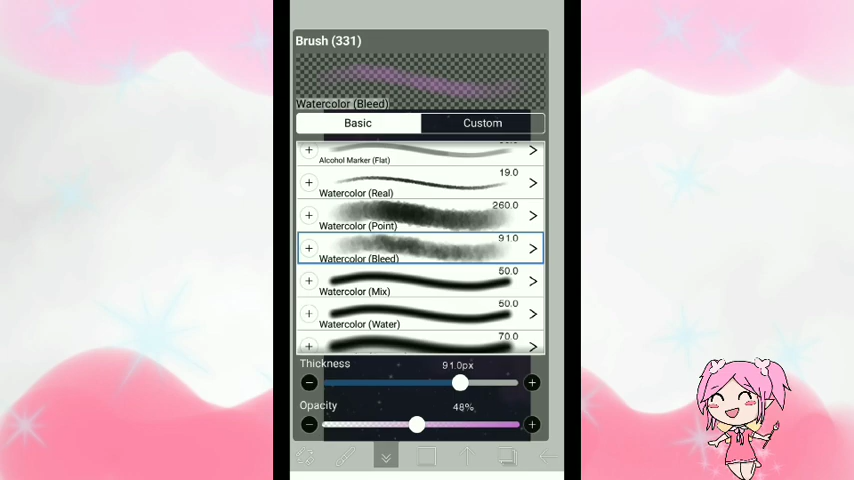 Brush (331)
Watercolor (Bleed)
Basic
Custom
Alcohol Marker (Flat)
19.0
Watercolor (Real)
260.0
Watercolor (Point)
91.0
Watercolor (Bleed)
50.0
Watercolor (Mix)
50.0
Watercolor (Water)
70.0
Thickness
91.0px
Opacity
48%